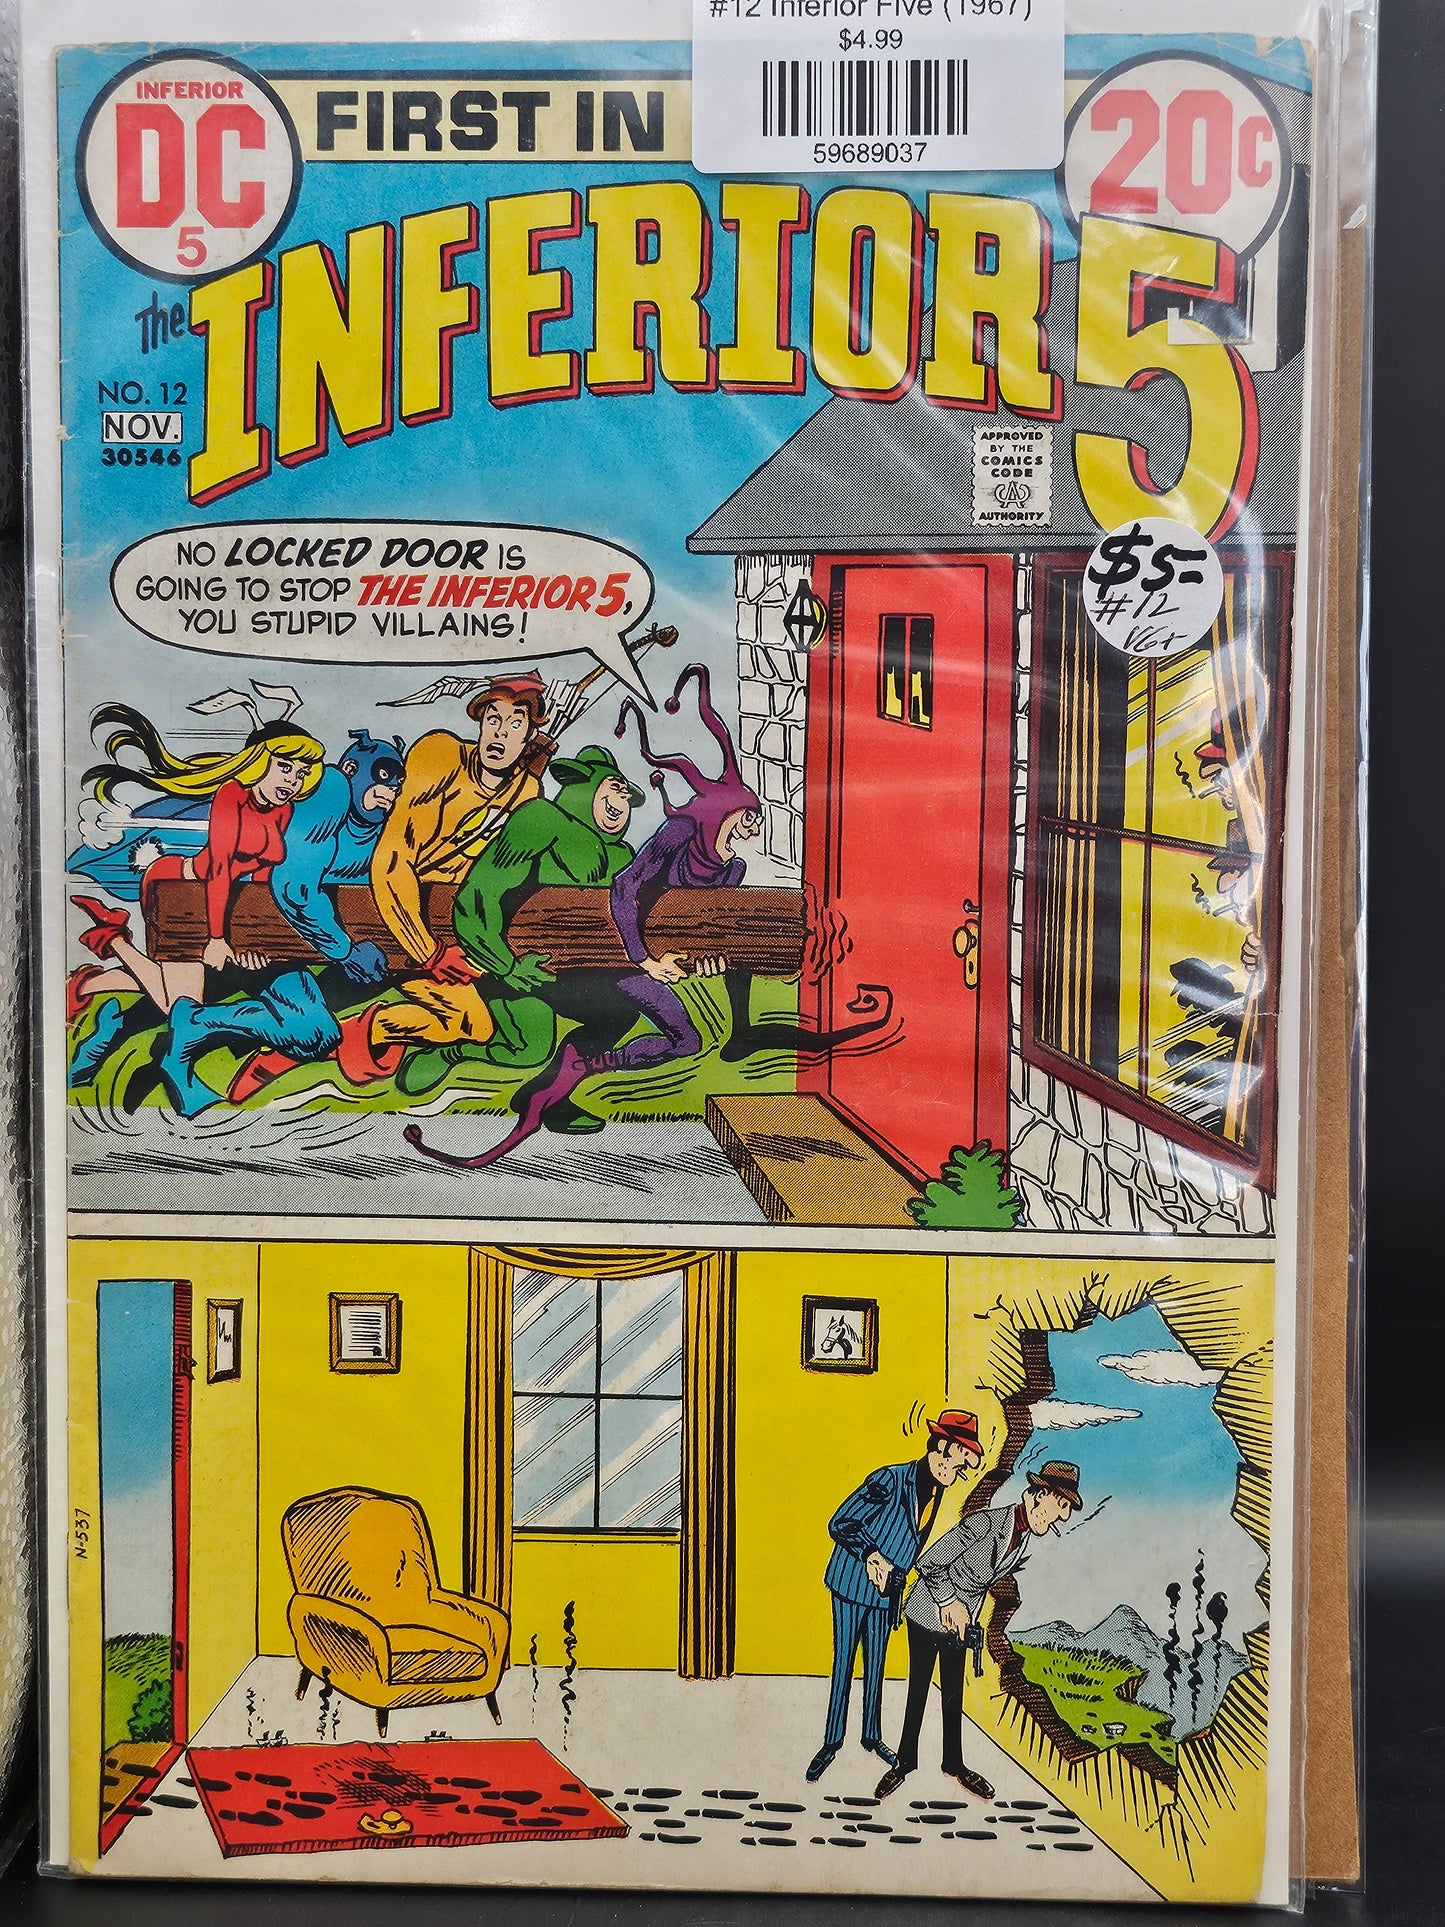 #12 Inferior Five (1967)
$4.99
59689037
INFERIOR
DC
5
FIRST IN
20c
the INFERIOR 5
NO. 12
NOV.
30546
APPROVED
BY THE
COMICS
CODE
CA
AUTHORITY
$5-
#12
VG+
NO LOCKED DOOR IS
GOING TO STOP THE INFERIOR 5,
YOU STUPID VILLAINS!
N-537